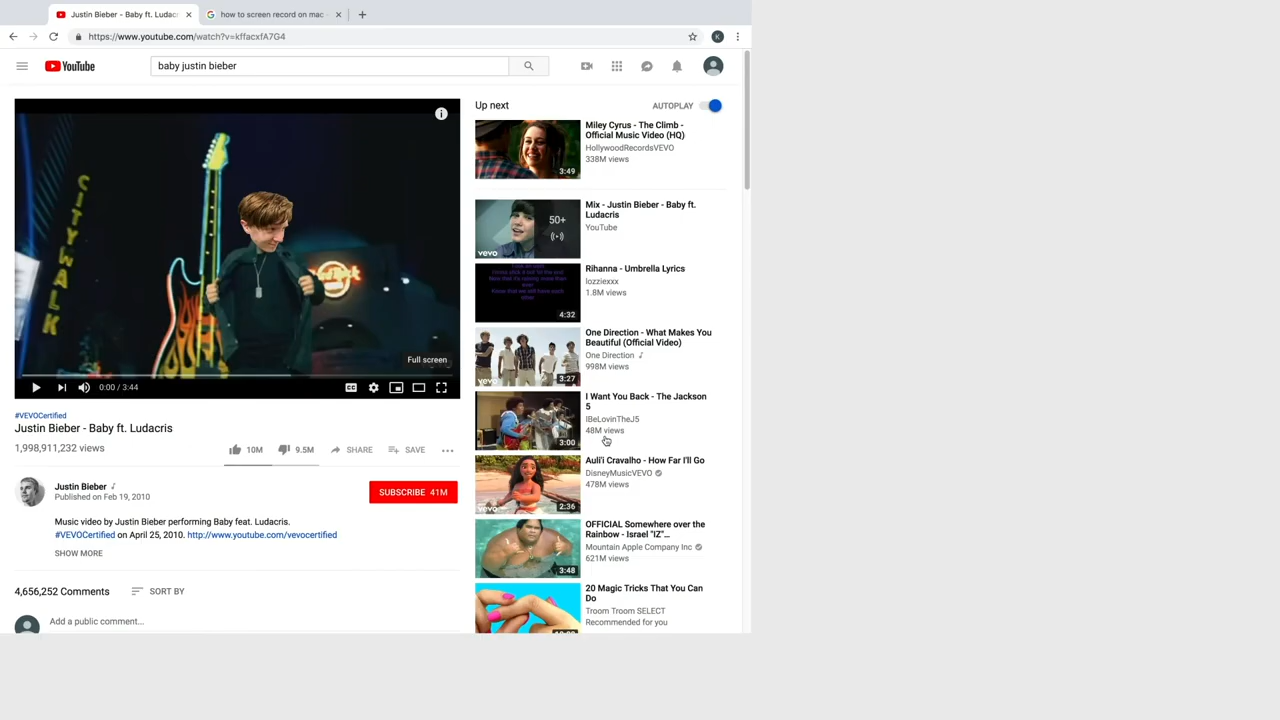 Justin Bieber - Baby ft. Ludac
how to screen record on mac -
https://www.youtube.com/watch?v=kffacxfA7G4
K
YouTube
baby justin bieber
Up next
AUTOPLAY
CITYWALK
Full screen
0:00 / 3:44
CC
#VEVOCertified
Justin Bieber - Baby ft. Ludacris
1,998,911,232 views
10M
9.5M
SHARE
SAVE
Justin Bieber
Published on Feb 19, 2010
SUBSCRIBE 41M
Music video by Justin Bieber performing Baby feat. Ludacris.
#VEVOCertified on April 25, 2010. http://www.youtube.com/vevocertified
SHOW MORE
4,656,252 Comments
SORT BY
Add a public comment...
3:49
Miley Cyrus - The Climb -
Official Music Video (HQ)
HollywoodRecordsVEVO
338M views
50+
vevo
Mix - Justin Bieber - Baby ft.
Ludacris
YouTube
4:32
Rihanna - Umbrella Lyrics
lozziexxx
1.8M views
vevo
3:27
One Direction - What Makes You
Beautiful (Official Video)
One Direction
998M views
3:00
I Want You Back - The Jackson
5
IBeLovinTheJ5
48M views
vevo
2:36
Auli'i Cravalho - How Far I'll Go
DisneyMusicVEVO
478M views
3:48
OFFICIAL Somewhere over the
Rainbow - Israel "IZ"...
Mountain Apple Company Inc
621M views
20 Magic Tricks That You Can
Do
Troom Troom SELECT
Recommended for you